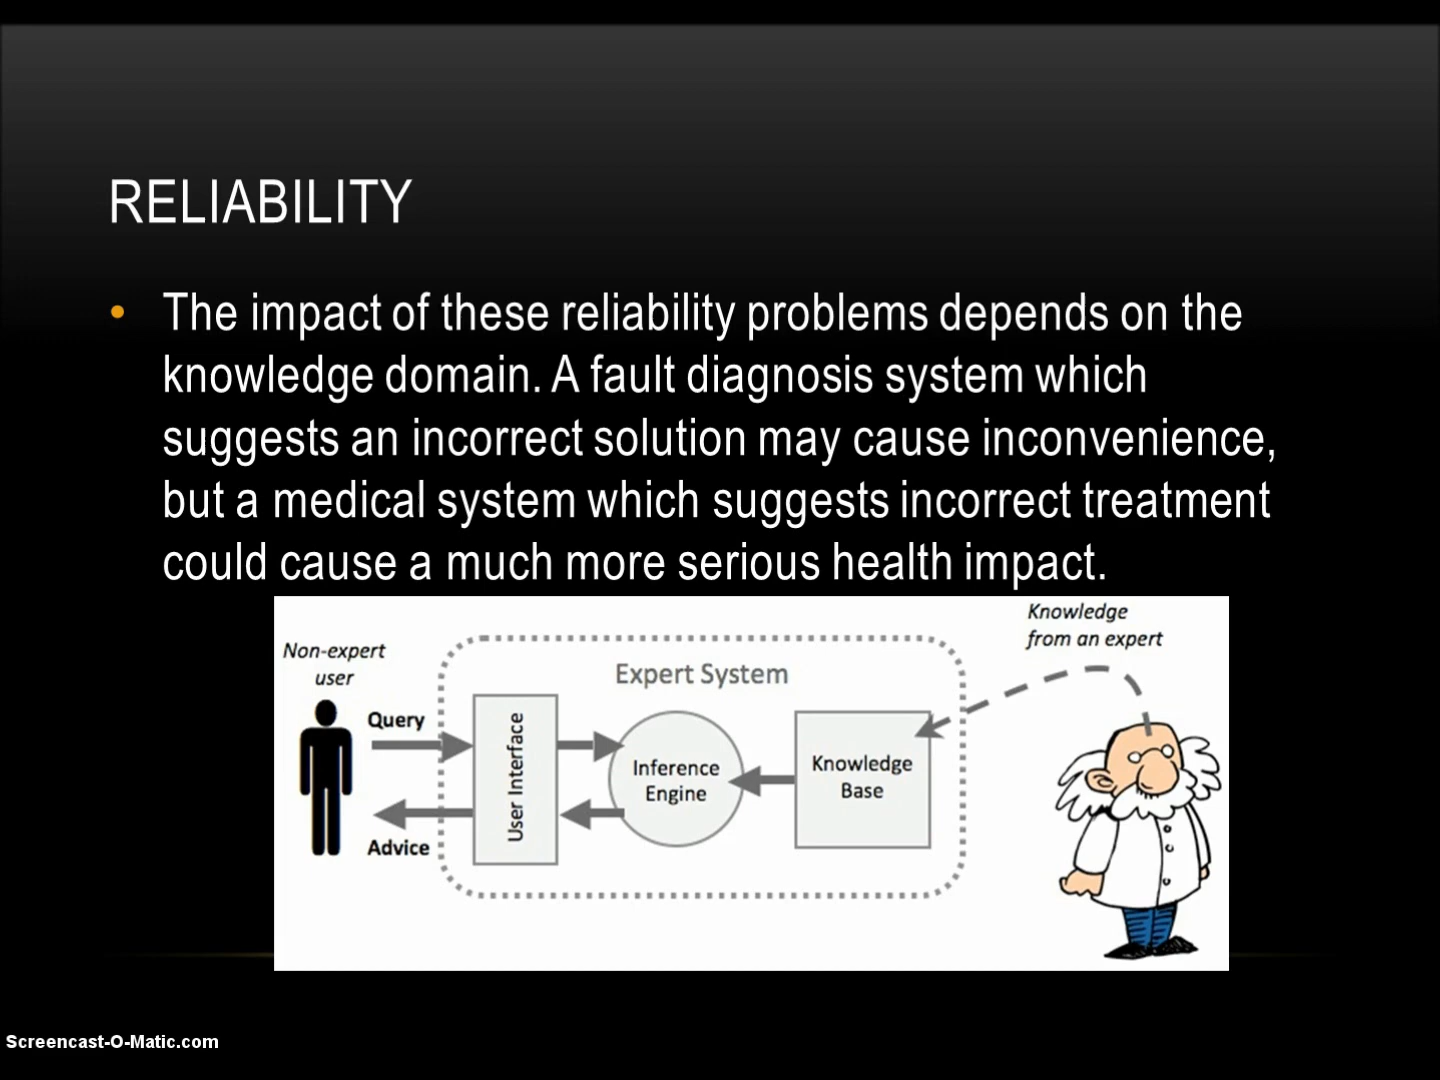 RELIABILITY
• The impact of these reliability problems depends on the
knowledge domain. A fault diagnosis system which
suggests an incorrect solution may cause inconvenience,
but a medical system which suggests incorrect treatment
could cause a much more serious health impact.
Knowledge
from an expert
Non-expert
user
Expert System
Query
User Interface
Inference
Engine
Knowledge
Base
Advice
Screencast-O-Matic.com